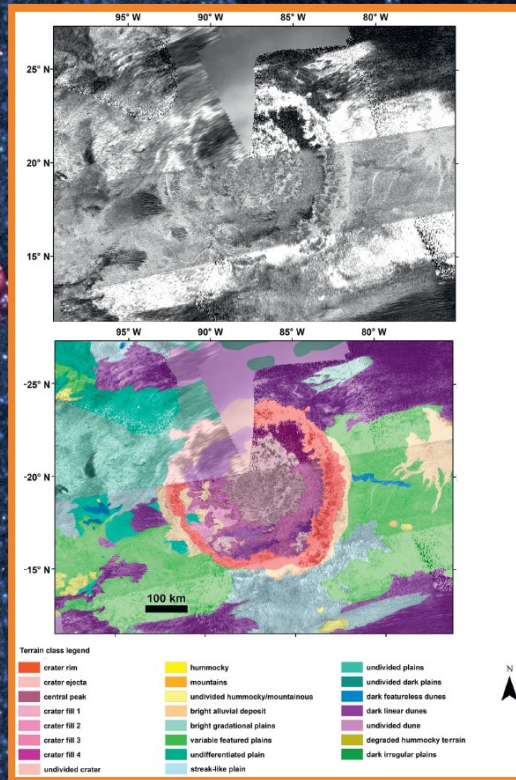 95° W 90° W 85° W 80° W
25° N
20° N
15° N
95° W 90° W 85° W 80° W
-25° N
-20° N
-15° N
100 km
Terrain class legend
crater rim
crater ejecta
central peak
crater fill 1
crater fill 2
crater fill 3
crater fill 4
undivided crater
hummocky
mountains
undivided hummocky/mountainous
bright alluvial deposit
bright gradational plains
variable featured plains
undifferentiated plain
streak-like plain
undivided plains
undivided dark plains
dark featureless dunes
dark linear dunes
undivided dune
degraded hummocky terrain
dark irregular plains
N